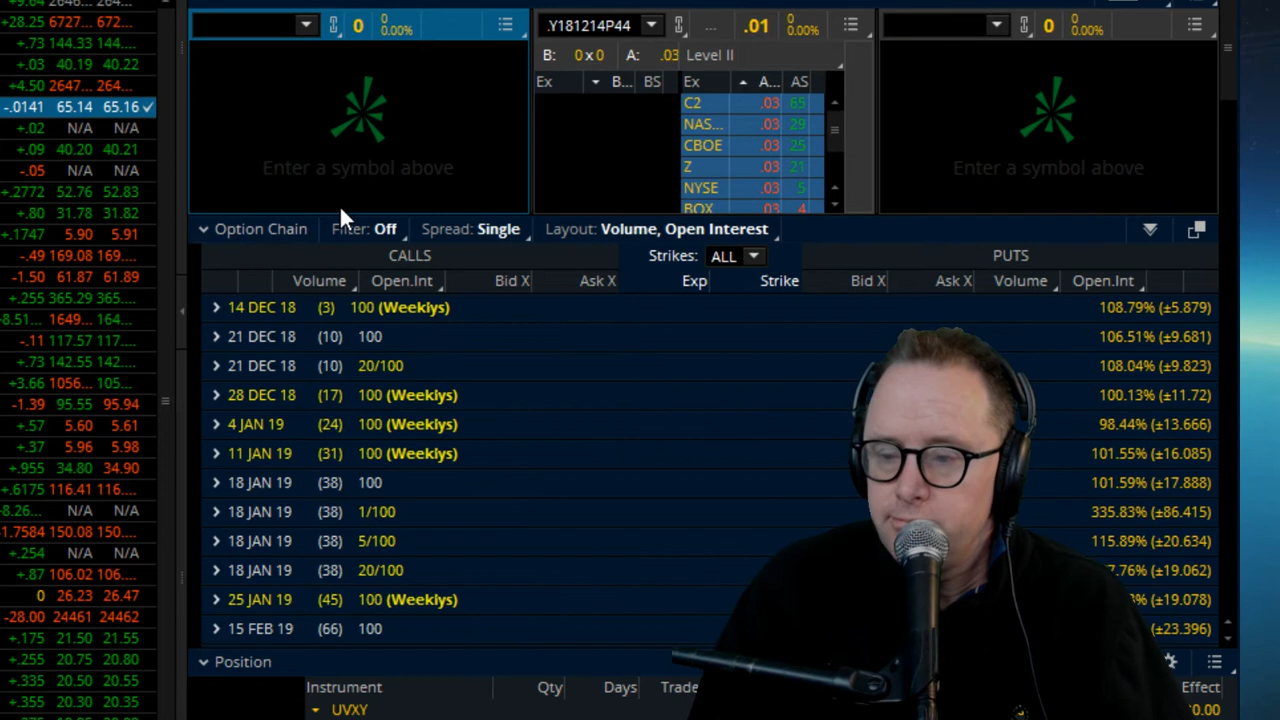 +28.25 6727... 672...
+.73 144.33 144....
+.03 40.19 40.22
+4.50 2647... 264...
-.0141 65.14 65.16
+.02 N/A N/A
+.09 40.20 40.21
-.05 N/A N/A
+.2772 52.76 52.83
+.80 31.78 31.82
+.1747 5.90 5.91
-.49 169.08 169....
-1.50 61.87 61.89
+.255 365.29 365....
-8.51... 1649... 164...
-.11 117.57 117....
+.73 142.55 142....
+3.66 1056... 105...
-1.39 95.55 95.94
+.57 5.60 5.61
+.37 5.96 5.98
+.955 34.80 34.90
+.6175 116.41 116....
-8.26... N/A N/A
-1.7584 150.08 150....
+.254 N/A N/A
+.87 106.02 106....
0 26.23 26.47
-28.00 24461 24462
+.175 21.50 21.55
+.255 20.75 20.80
+.335 20.50 20.55
+.355 20.30 20.35
0 0.00%
Enter a symbol above
.Y181214P44 ... .01 0.00%
B: 0 x 0 A: .03 Level II
Ex B... BS Ex A... AS
C2 .03 65
NAS... .03 29
CBOE .03 25
Z .03 21
NYSE .03 5
BOX .03 4
0 0.00%
Enter a symbol above
Option Chain Filter: Off Spread: Single Layout: Volume, Open Interest
CALLS Strikes: ALL PUTS
Volume Open.Int Bid X Ask X Exp Strike Bid X Ask X Volume Open.Int
14 DEC 18 (3) 100 (Weeklys) 108.79% (±5.879)
21 DEC 18 (10) 100 106.51% (±9.681)
21 DEC 18 (10) 20/100 108.04% (±9.823)
28 DEC 18 (17) 100 (Weeklys) 100.13% (±11.72)
4 JAN 19 (24) 100 (Weeklys) 98.44% (±13.666)
11 JAN 19 (31) 100 (Weeklys) 101.55% (±16.085)
18 JAN 19 (38) 100 101.59% (±17.888)
18 JAN 19 (38) 1/100 335.83% (±86.415)
18 JAN 19 (38) 5/100 115.89% (±20.634)
18 JAN 19 (38) 20/100 (±19.062)
25 JAN 19 (45) 100 (Weeklys) (±19.078)
15 FEB 19 (66) 100 (±23.396)
Position
Instrument Qty Days Trade Effect
UVXY